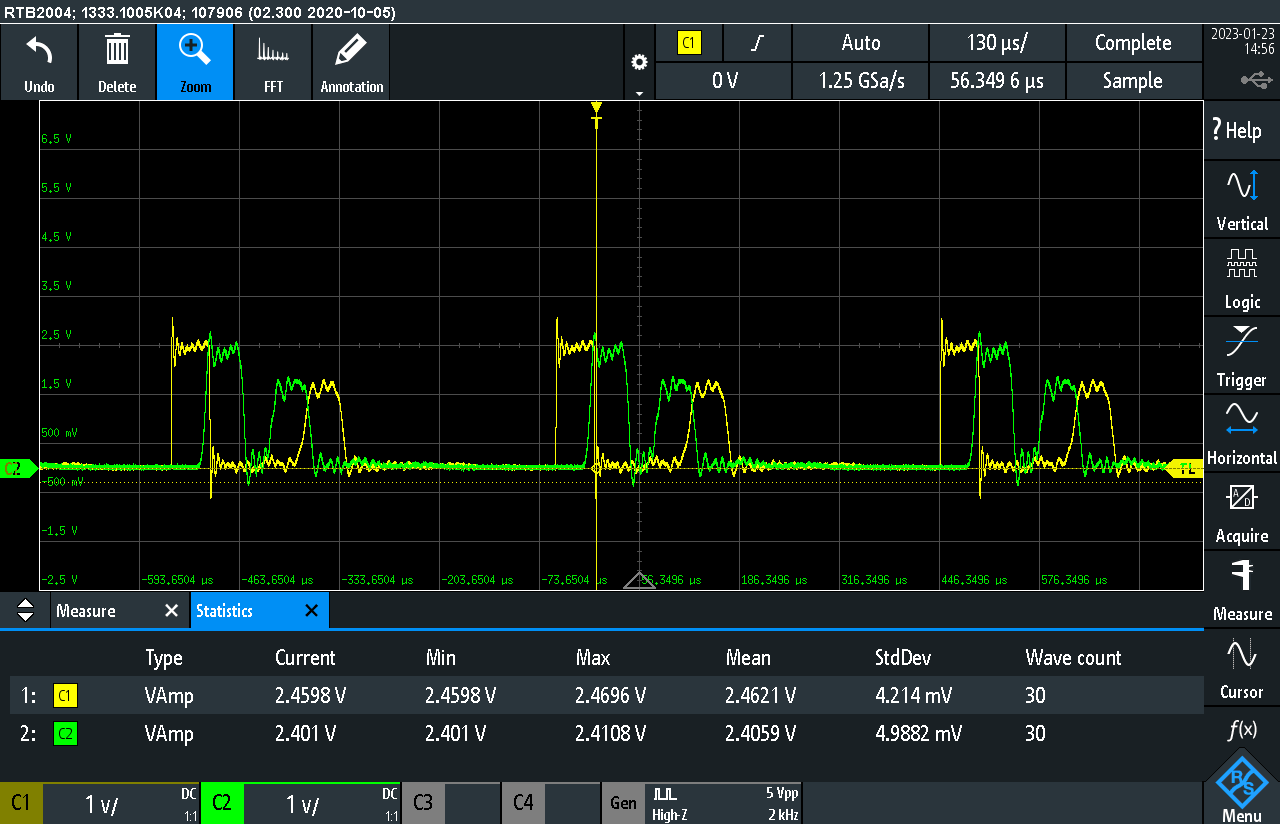 RTB2004; 1333.1005K04; 107906 (02.300 2020-10-05)
Undo
Delete
Zoom
FFT
Annotation
C1
Auto
130 µs/
Complete
0 V
1.25 GSa/s
56.349 6 µs
Sample
2023-01-23
14:56
? Help
Vertical
Logic
Trigger
Horizontal
Acquire
Measure
Cursor
f(x)
Menu
T
6.5 V
5.5 V
4.5 V
3.5 V
2.5 V
1.5 V
500 mV
C2
TL
-500 mV
-1.5 V
-2.5 V
-593,6504 µs
-463,6504 µs
-333,6504 µs
-203,6504 µs
-73,6504 µs
56,3496 µs
186,3496 µs
316,3496 µs
446,3496 µs
576,3496 µs
Measure
Statistics
Type Current Min Max Mean StdDev Wave count
1: C1 VAmp 2.4598 V 2.4598 V 2.4696 V 2.4621 V 4.214 mV 30
2: C2 VAmp 2.401 V 2.401 V 2.4108 V 2.4059 V 4.9882 mV 30
C1 1 V/ DC 1:1
C2 1 V/ DC 1:1
C3
C4
Gen
5 Vpp
High-Z 2 kHz
R&S